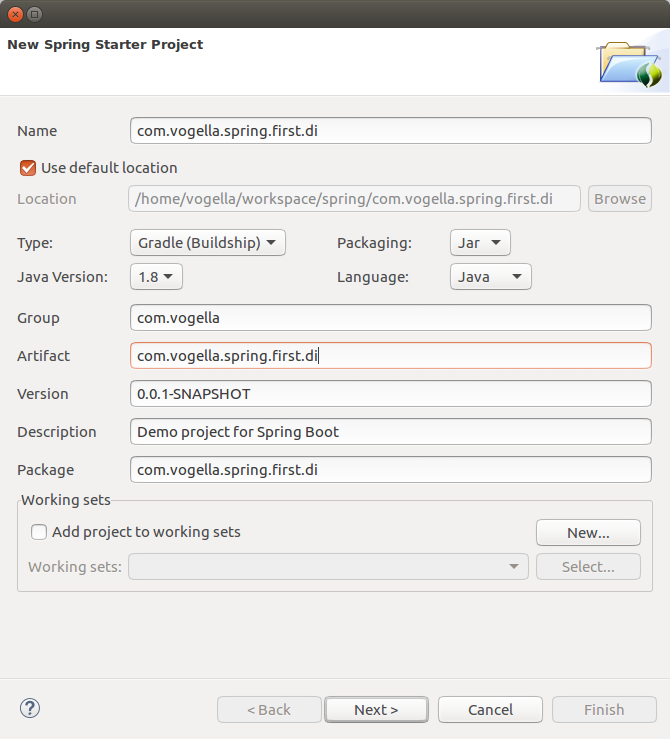 New Spring Starter Project
Name com.vogella.spring.first.di
Use default location
Location /home/vogella/workspace/spring/com.vogella.spring.first.di Browse
Type: Gradle (Buildship) Packaging: Jar
Java Version: 1.8 Language: Java
Group com.vogella
Artifact com.vogella.spring.first.di
Version 0.0.1-SNAPSHOT
Description Demo project for Spring Boot
Package com.vogella.spring.first.di
Working sets
Add project to working sets New...
Working sets: Select...
? < Back Next > Cancel Finish